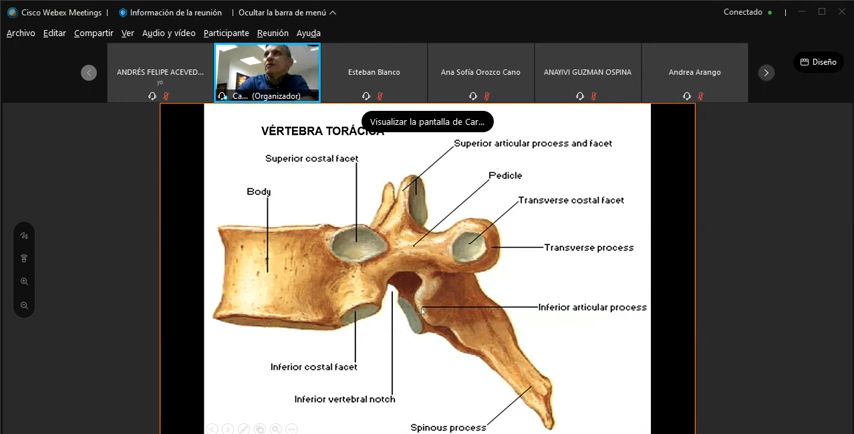 Cisco Webex Meetings | Información de la reunión | Ocultar la barra de menú
Conectado
Archivo Editar Compartir Ver Audio y vídeo Participante Reunión Ayuda
ANDRÉS FELIPE ACEVED...
yo
Ca... (Organizador)
Esteban Blanco
Ana Sofía Orozco Cano
ANAYIVI GUZMAN OSPINA
Andrea Arango
Diseño
Visualizar la pantalla de Car...
VÉRTEBRA TORÁCICA
Superior articular process and facet
Superior costal facet
Pedicle
Body
Transverse costal facet
Transverse process
Inferior articular process
Inferior costal facet
Inferior vertebral notch
Spinous process